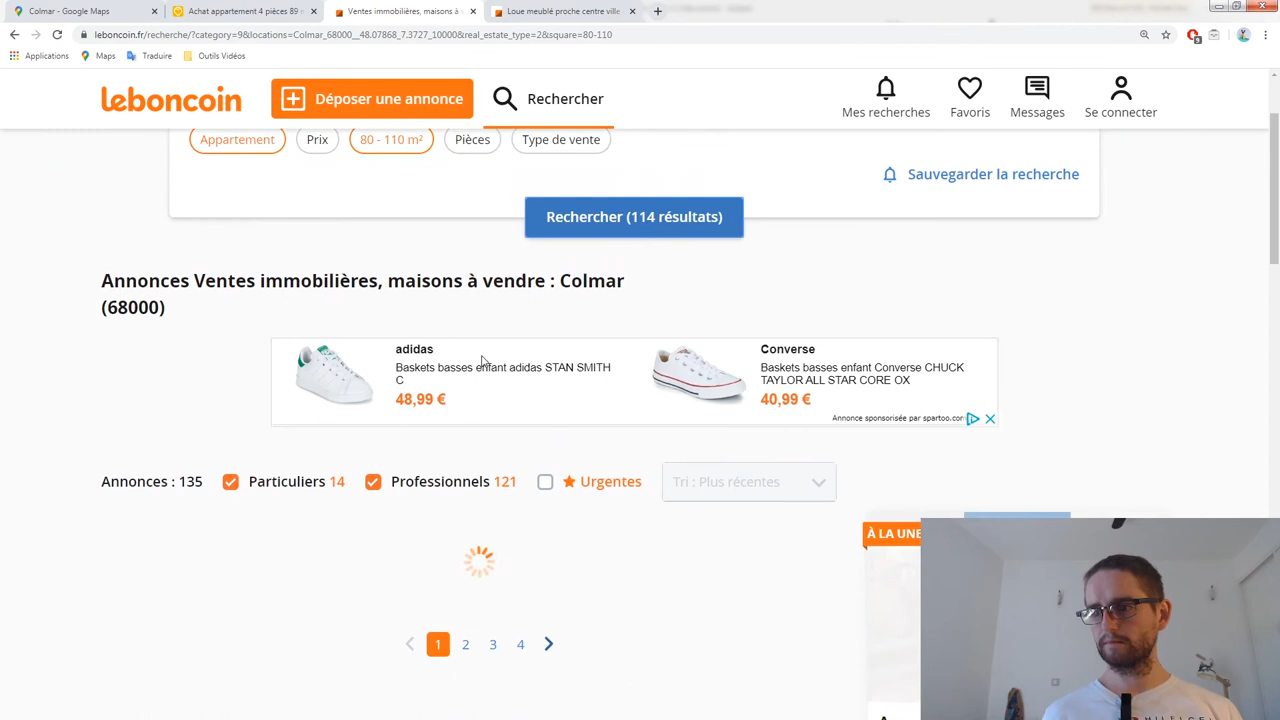 Colmar - Google Maps
Achat appartement 4 pièces 89
Ventes immobilières, maisons à
Loue meublé proche centre ville
leboncoin.fr/recherche/?category=9&locations=Colmar_68000__48.07868_7.3727_100000&real_estate_type=2&square=80-110
Applications
Maps
Traduire
Outils Vidéos
leboncoin
Déposer une annonce
Rechercher
Mes recherches
Favoris
Messages
Se connecter
Appartement
Prix
80 - 110 m²
Pièces
Type de vente
Sauvegarder la recherche
Rechercher (114 résultats)
Annonces Ventes immobilières, maisons à vendre : Colmar
(68000)
adidas
Baskets basses enfant adidas STAN SMITH
C
48,99 €
Converse
Baskets basses enfant Converse CHUCK
TAYLOR ALL STAR CORE OX
40,99 €
Annonce sponsorisée par spartoo.com
Annonces : 135
Particuliers 14
Professionnels 121
Urgentes
Tri : Plus récentes
À LA UNE
1
2
3
4